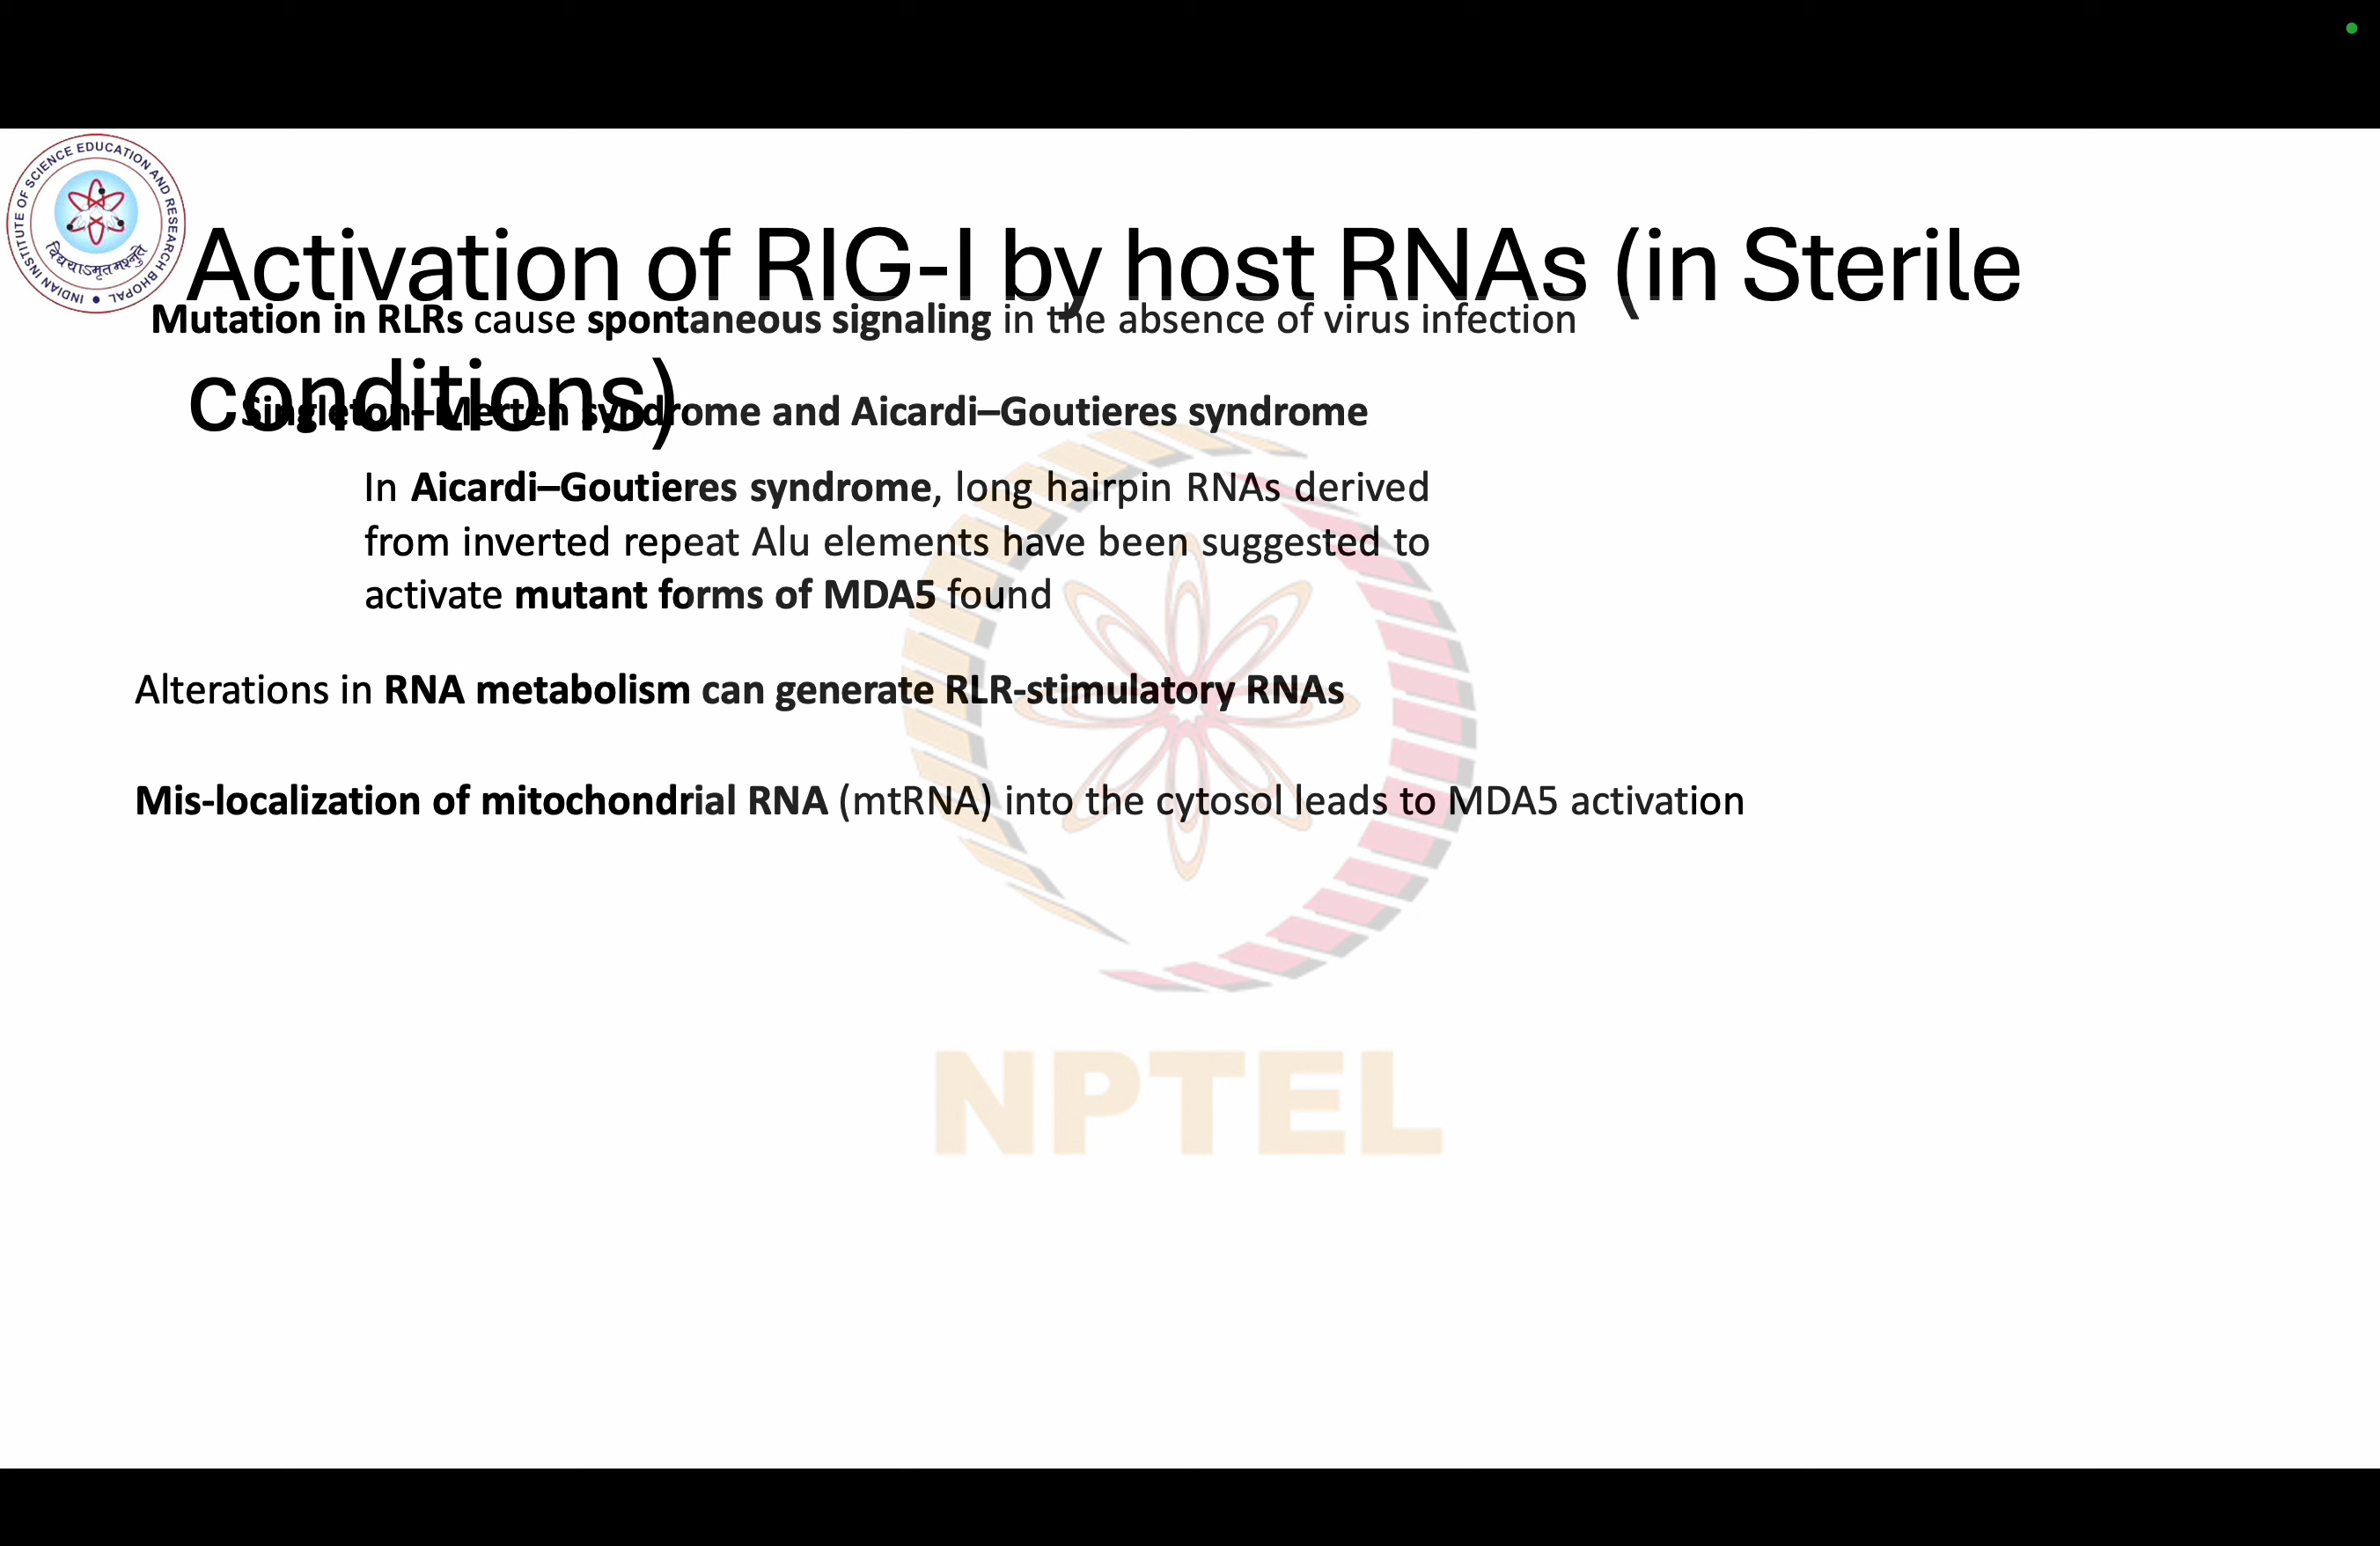 INDIAN INSTITUTE OF SCIENCE EDUCATION AND RESEARCH BHOPAL
विद्ययाऽमृतमश्नुते
Activation of RIG-I by host RNAs (in Sterile
conditions)
Mutation in RLRs cause spontaneous signaling in the absence of virus infection
Singleton–Merten syndrome and Aicardi–Goutieres syndrome
In Aicardi–Goutieres syndrome, long hairpin RNAs derived
from inverted repeat Alu elements have been suggested to
activate mutant forms of MDA5 found
Alterations in RNA metabolism can generate RLR-stimulatory RNAs
Mis-localization of mitochondrial RNA (mtRNA) into the cytosol leads to MDA5 activation
NPTEL